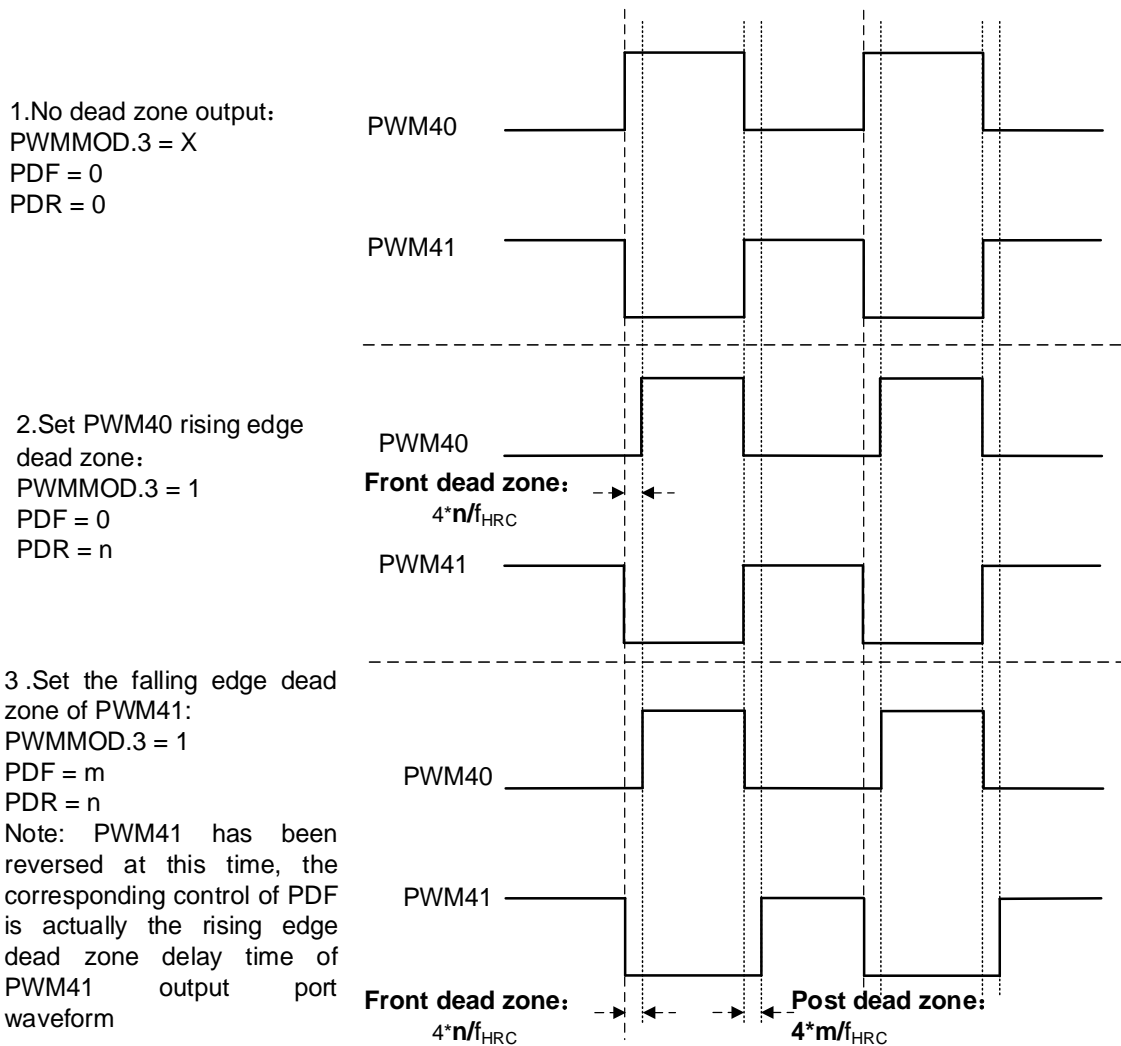 1.No dead zone output：
PWMMOD.3 = X
PDF = 0
PDR = 0
PWM40
PWM41
2.Set PWM40 rising edge
dead zone：
PWMMOD.3 = 1
PDF = 0
PDR = n
PWM40
Front dead zone：
4*n/fHRC
PWM41
3 .Set the falling edge dead
zone of PWM41:
PWMMOD.3 = 1
PDF = m
PDR = n
Note: PWM41 has been
reversed at this time, the
corresponding control of PDF
is actually the rising edge
dead zone delay time of
PWM41 output port
waveform
PWM40
PWM41
Front dead zone：
4*n/fHRC
Post dead zone：
4*m/fHRC